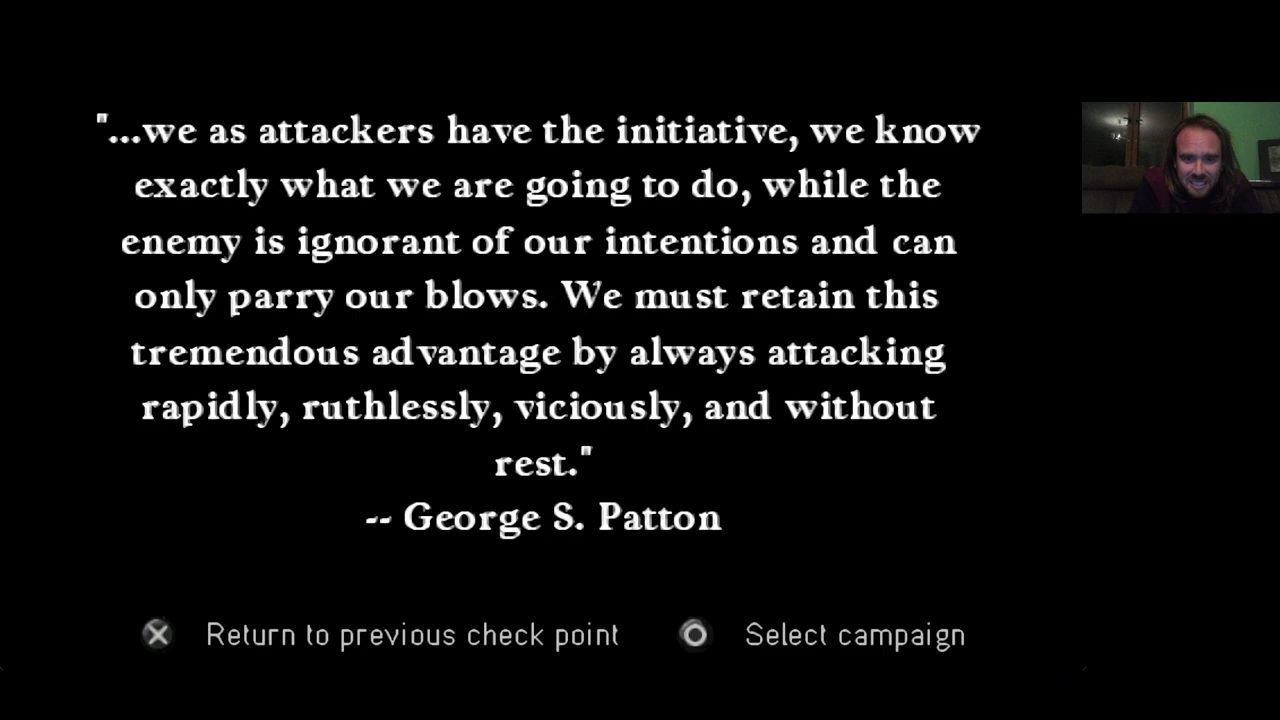 "...we as attackers have the initiative, we know
exactly what we are going to do, while the
enemy is ignorant of our intentions and can
only parry our blows. We must retain this
tremendous advantage by always attacking
rapidly, ruthlessly, viciously, and without
rest."
-- George S. Patton
Return to previous check point Select campaign